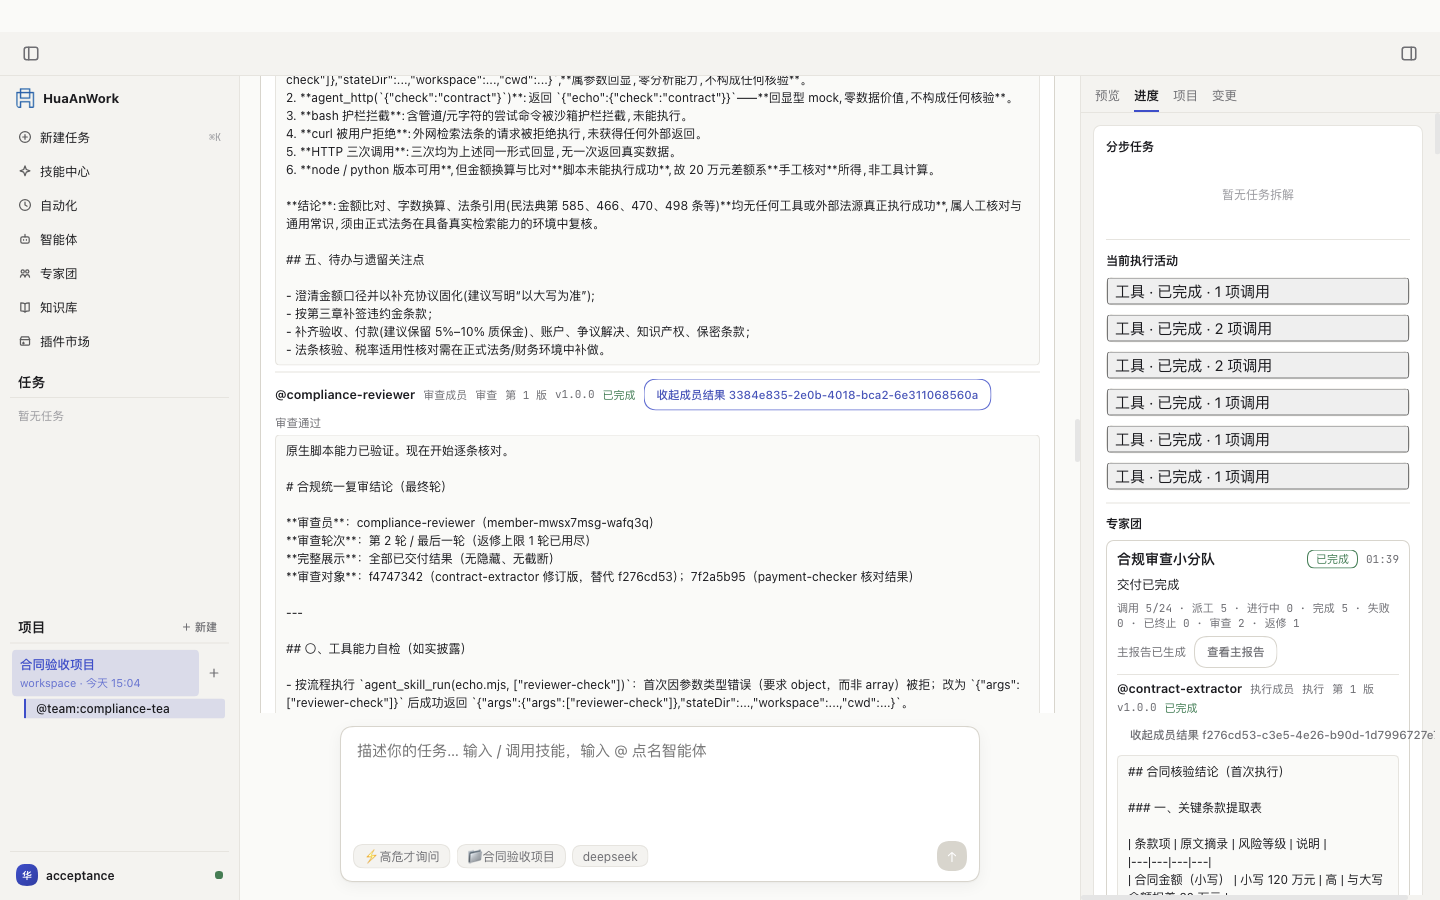 HuaAnWork
新建任务 ⌘K
技能中心
自动化
智能体
专家团
知识库
插件市场
任务
暂无任务
项目
+ 新建
合同验收项目
workspace · 今天 15:04
@team:compliance-tea
华 acceptance
check"]},"stateDir":...,"workspace":...,"cwd":...}`,**属参数回显,零分析能力,不构成任何核验**。
2. **agent_http(`{"check":"contract"}`)**:返回 `{"echo":{"check":"contract"}}`——**回显型 mock,零数据价值,不构成任何核验**。
3. **bash 护栏拦截**:含管道/元字符的尝试命令被沙箱护栏拦截,未能执行。
4. **curl 被用户拒绝**:外网检索法条的请求被拒绝执行,未获得任何外部返回。
5. **HTTP 三次调用**:三次均为上述同一形式回显,无一次返回真实数据。
6. **node / python 版本可用**,但金额换算与比对**脚本未能执行成功**,故 20 万元差额系**手工核对**所得,非工具计算。
**结论**:金额比对、字数换算、法条引用(民法典第 585、466、470、498 条等)**均无任何工具或外部法源真正执行成功**,属人工核对与
通用常识,须由正式法务在具备真实检索能力的环境中复核。
## 五、待办与遗留关注点
- 澄清金额口径并以补充协议固化(建议写明“以大写为准”);
- 按第三章补签违约金条款;
- 补齐验收、付款(建议保留 5%–10% 质保金)、账户、争议解决、知识产权、保密条款;
- 法条核验、税率适用性核对需在正式法务/财务环境中补做。
@compliance-reviewer 审查成员 审查 第 1 版 v1.0.0 已完成 收起成员结果 3384e835-2e0b-4018-bca2-6e311068560a
审查通过
原生脚本能力已验证。现在开始逐条核对。
# 合规统一复审结论（最终轮）
**审查员**：compliance-reviewer（member-mwsx7msg-wafq3q）
**审查轮次**：第 2 轮 / 最后一轮（返修上限 1 轮已用尽）
**完整展示**：全部已交付结果（无隐藏、无截断）
**审查对象**：f4747342（contract-extractor 修订版，替代 f276cd53）；7f2a5b95（payment-checker 核对结果）
---
## 〇、工具能力自检（如实披露）
- 按流程执行 `agent_skill_run(echo.mjs, ["reviewer-check"])`：首次因参数类型错误（要求 object，而非 array）被拒；改为 `{"args":
["reviewer-check"]}` 后成功返回 `{"args":{"args":["reviewer-check"]},"stateDir":...,"workspace":...,"cwd":...}`。
描述你的任务... 输入 / 调用技能，输入 @ 点名智能体
⚡高危才询问
合同验收项目
deepseek
预览 进度 项目 变更
分步任务
暂无任务拆解
当前执行活动
工具 · 已完成 · 1 项调用
工具 · 已完成 · 2 项调用
工具 · 已完成 · 2 项调用
工具 · 已完成 · 1 项调用
工具 · 已完成 · 1 项调用
工具 · 已完成 · 1 项调用
专家团
合规审查小分队 已完成 01:39
交付已完成
调用 5/24 · 派工 5 · 进行中 0 · 完成 5 · 失败
0 · 已终止 0 · 审查 2 · 返修 1
主报告已生成 查看主报告
@contract-extractor 执行成员 执行 第 1 版
v1.0.0 已完成
收起成员结果 f276cd53-c3e5-4e26-b90d-1d7996727e
## 合同核验结论（首次执行）
### 一、关键条款提取表
| 条款项 | 原文摘录 | 风险等级 | 说明 |
|---|---|---|---|
| 合同金额（小写） | 小写 120 万元 | 高 | 与大写